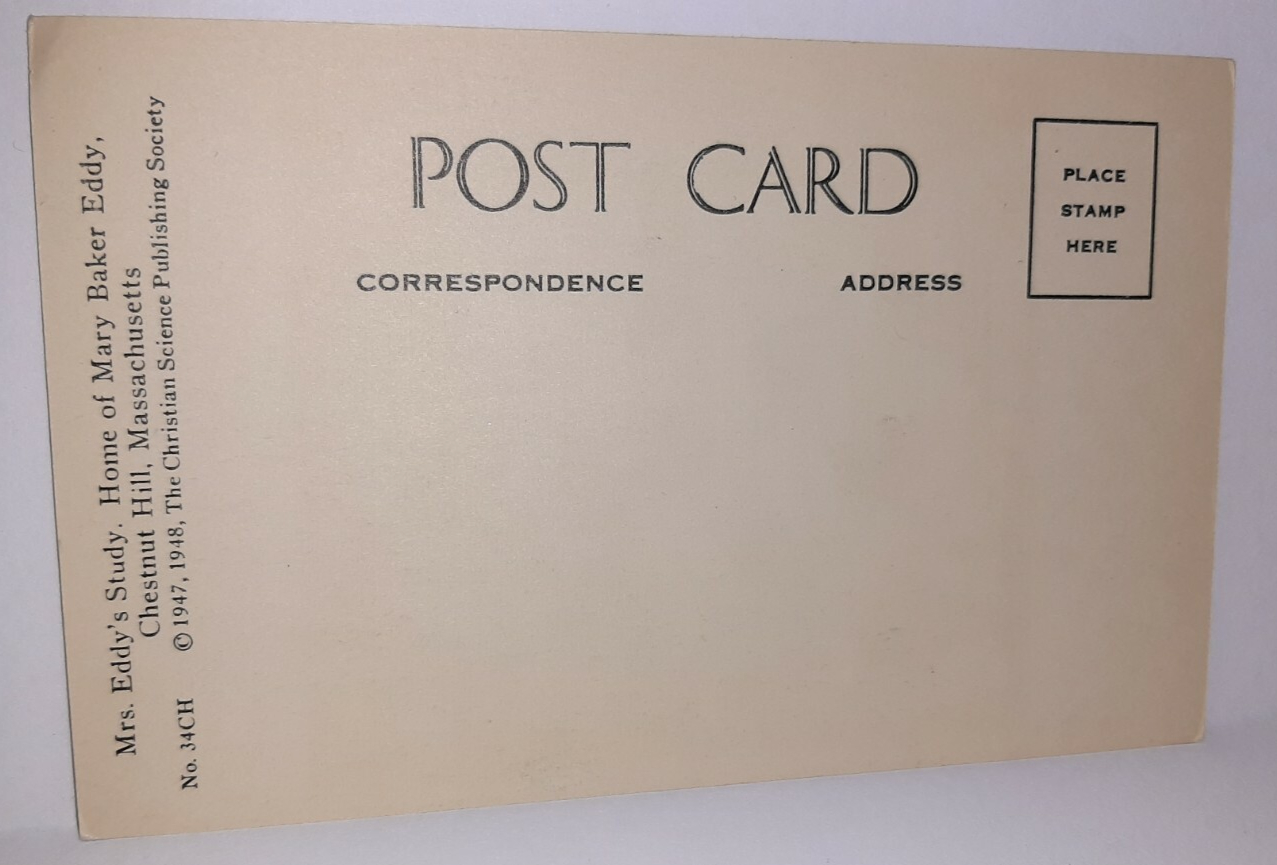 Mrs. Eddy's Study. Home of Mary Baker Eddy,
Chestnut Hill, Massachusetts
No. 34CH © 1947, 1948, The Christian Science Publishing Society
POST CARD
CORRESPONDENCE
ADDRESS
PLACE
STAMP
HERE